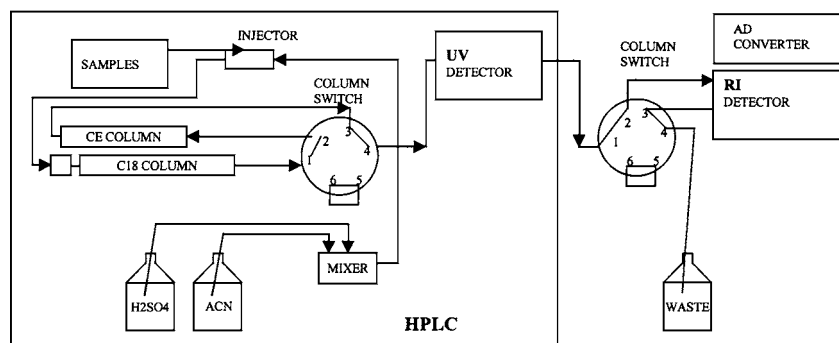 SAMPLES
INJECTOR
UV
DETECTOR
COLUMN
SWITCH
AD
CONVERTER
RI
DETECTOR
COLUMN
SWITCH
CE COLUMN
C18 COLUMN
1
2
3
4
6 5
1
2
3
4
6 5
MIXER
H2SO4
ACN
HPLC
WASTE